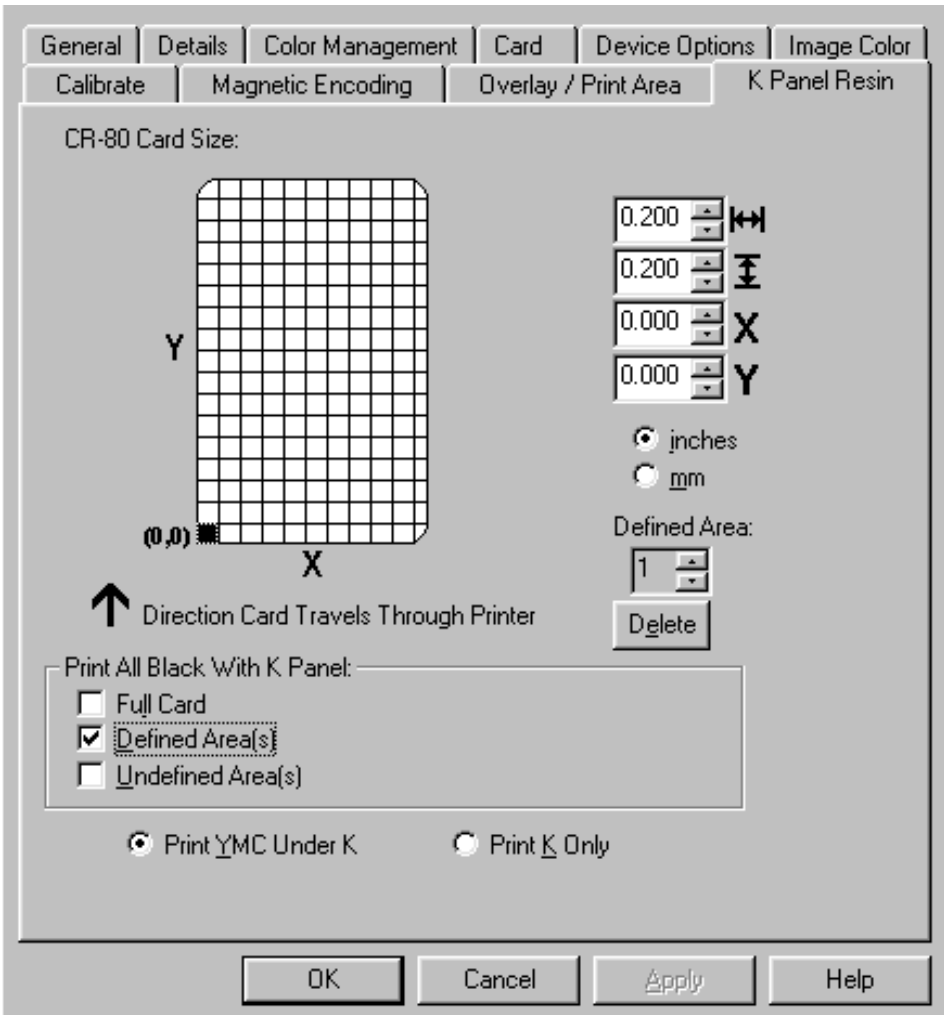 General Details Color Management Card Device Options Image Color
Calibrate Magnetic Encoding Overlay / Print Area K Panel Resin
CR-80 Card Size:
0.200
0.200
0.000 X
Y
0.000 Y
inches
mm
(0,0)
Defined Area:
X
1
Direction Card Travels Through Printer
Delete
Print All Black With K Panel:
Full Card
Defined Area(s)
Undefined Area(s)
Print YMC Under K Print K Only
OK Cancel Apply Help